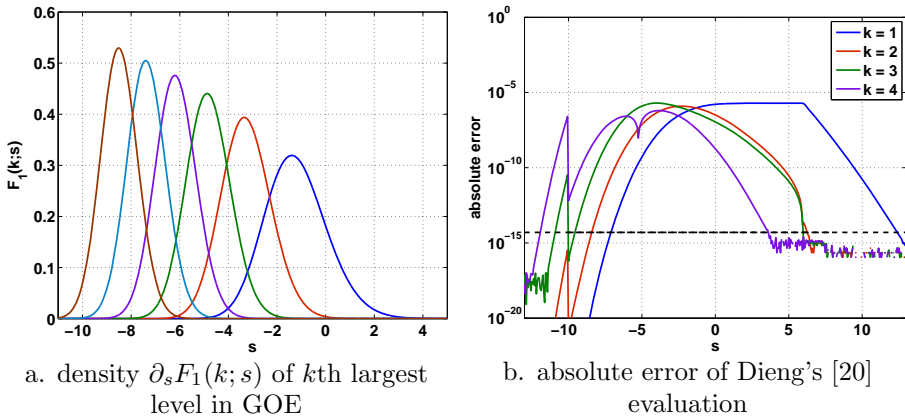 0.6
0.5
0.4
0.3
0.2
0.1
0
F₁(k;s)
−10 −8 −6 −4 −2 0 2 4
s
a. density ∂ₛF₁(k; s) of kth largest
level in GOE
10⁰
10⁻⁵
10⁻¹⁰
10⁻¹⁵
10⁻²⁰
absolute error
k = 1
k = 2
k = 3
k = 4
−10 −5 0 5 10
s
b. absolute error of Dieng's [20]
evaluation